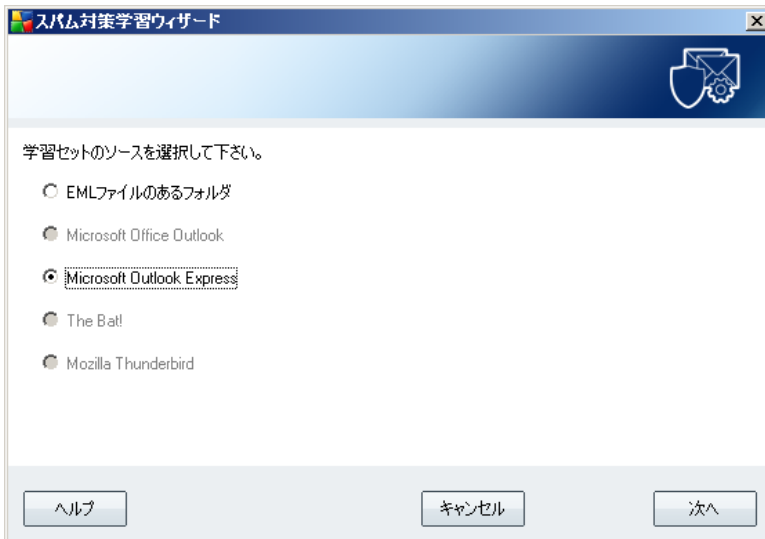 スパム対策学習ウィザード
学習セットのソースを選択して下さい。
EMLファイルのあるフォルダ
Microsoft Office Outlook
Microsoft Outlook Express
The Bat!
Mozilla Thunderbird
ヘルプ
キャンセル
次へ